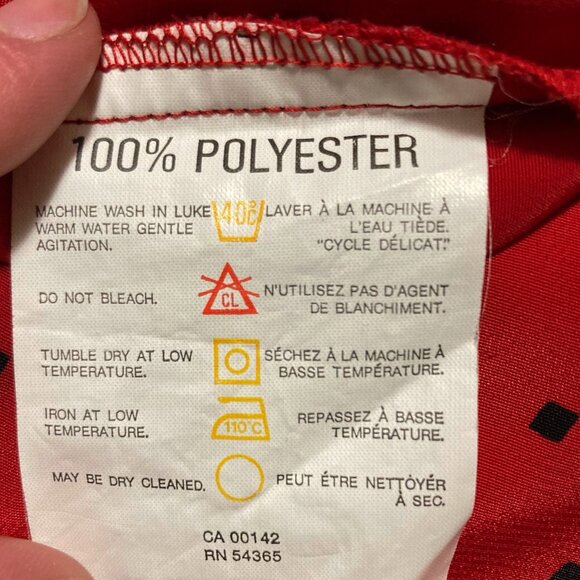 100% POLYESTER
MACHINE WASH IN LUKE
WARM WATER GENTLE
AGITATION.
40°C
LAVER À LA MACHINE À
L'EAU TIÈDE.
"CYCLE DÉLICAT."
DO NOT BLEACH.
CL
N'UTILISEZ PAS D'AGENT
DE BLANCHIMENT.
TUMBLE DRY AT LOW
TEMPERATURE.
SÉCHEZ À LA MACHINE À
BASSE TEMPÉRATURE.
IRON AT LOW
TEMPERATURE.
110°C
REPASSEZ À BASSE
TEMPÉRATURE.
MAY BE DRY CLEANED.
PEUT ÉTRE NETTÓYÉR
À SEC.
CA 00142
RN 54365